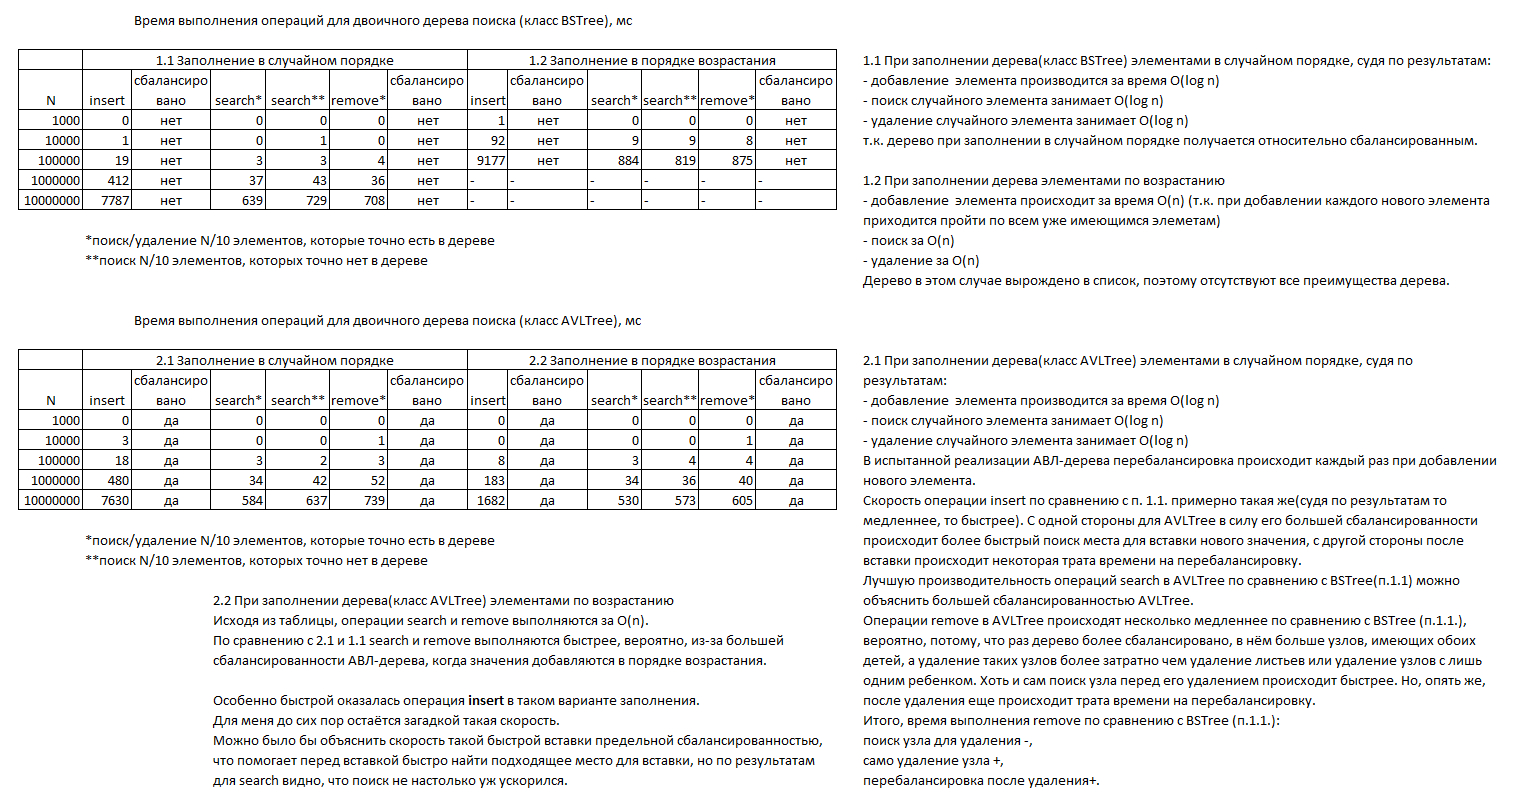 Время выполнения операций для двоичного дерева поиска (класс BSTree), мс
1.1 Заполнение в случайном порядке 1.2 Заполнение в порядке возрастания
N insert сбалансировано search* search** remove* сбалансировано insert сбалансировано search* search** remove* сбалансировано
1000 0 нет 0 0 0 нет 1 нет 0 0 0 нет
10000 1 нет 0 1 0 нет 92 нет 9 9 8 нет
100000 19 нет 3 3 4 нет 9177 нет 884 819 875 нет
1000000 412 нет 37 43 36 нет - - - - - -
10000000 7787 нет 639 729 708 нет - - - - - -
*поиск/удаление N/10 элементов, которые точно есть в дереве
**поиск N/10 элементов, которых точно нет в дереве
1.1 При заполнении дерева(класс BSTree) элементами в случайном порядке, судя по результатам:
- добавление элемента производится за время O(log n)
- поиск случайного элемента занимает O(log n)
- удаление случайного элемента занимает O(log n)
т.к. дерево при заполнении в случайном порядке получается относительно сбалансированным.
1.2 При заполнении дерева элементами по возрастанию
- добавление элемента происходит за время O(n) (т.к. при добавлении каждого нового элемента
приходится пройти по всем уже имеющимся элеметам)
- поиск за O(n)
- удаление за O(n)
Дерево в этом случае вырождено в список, поэтому отсутствуют все преимущества дерева.
Время выполнения операций для двоичного дерева поиска (класс AVLTree), мс
2.1 Заполнение в случайном порядке 2.2 Заполнение в порядке возрастания
N insert сбалансировано search* search** remove* сбалансировано insert сбалансировано search* search** remove* сбалансировано
1000 0 да 0 0 0 да 0 да 0 0 0 да
10000 3 да 0 0 1 да 0 да 0 0 1 да
100000 18 да 3 2 3 да 8 да 3 4 4 да
1000000 480 да 34 42 52 да 183 да 34 36 40 да
10000000 7630 да 584 637 739 да 1682 да 530 573 605 да
*поиск/удаление N/10 элементов, которые точно есть в дереве
**поиск N/10 элементов, которых точно нет в дереве
2.2 При заполнении дерева(класс AVLTree) элементами по возрастанию
Исходя из таблицы, операции search и remove выполняются за O(n).
По сравнению с 2.1 и 1.1 search и remove выполняются быстрее, вероятно, из-за большей
сбалансированности АВЛ-дерева, когда значения добавляются в порядке возрастания.
Особенно быстрой оказалась операция insert в таком варианте заполнения.
Для меня до сих пор остаётся загадкой такая скорость.
Можно было бы объяснить скорость такой быстрой вставки предельной сбалансированностью,
что помогает перед вставкой быстро найти подходящее место для вставки, но по результатам
для search видно, что поиск не настолько уж ускорился.
2.1 При заполнении дерева(класс AVLTree) элементами в случайном порядке, судя по
результатам:
- добавление элемента производится за время O(log n)
- поиск случайного элемента занимает O(log n)
- удаление случайного элемента занимает O(log n)
В испытанной реализации АВЛ-дерева перебалансировка происходит каждый раз при добавлении
нового элемента.
Скорость операции insert по сравнению с п. 1.1. примерно такая же(судя по результатам то
медленнее, то быстрее). С одной стороны для AVLTree в силу его большей сбалансированности
происходит более быстрый поиск места для вставки нового значения, с другой стороны после
вставки происходит некоторая трата времени на перебалансировку.
Лучшую производительность операций search в AVLTree по сравнению с BSTree(п.1.1) можно
объяснить большей сбалансированностью AVLTree.
Операции remove в AVLTree происходят несколько медленнее по сравнению с BSTree (п.1.1.),
вероятно, потому, что раз дерево более сбалансировано, в нём больше узлов, имеющих обоих
детей, а удаление таких узлов более затратно чем удаление листьев или удаление узлов с лишь
одним ребенком. Хоть и сам поиск узла перед его удалением происходит быстрее. Но, опять же,
после удаления еще происходит трата времени на перебалансировку.
Итого, время выполнения remove по сравнению с BSTree (п.1.1.):
поиск узла для удаления -,
само удаление узла +,
перебалансировка после удаления+.